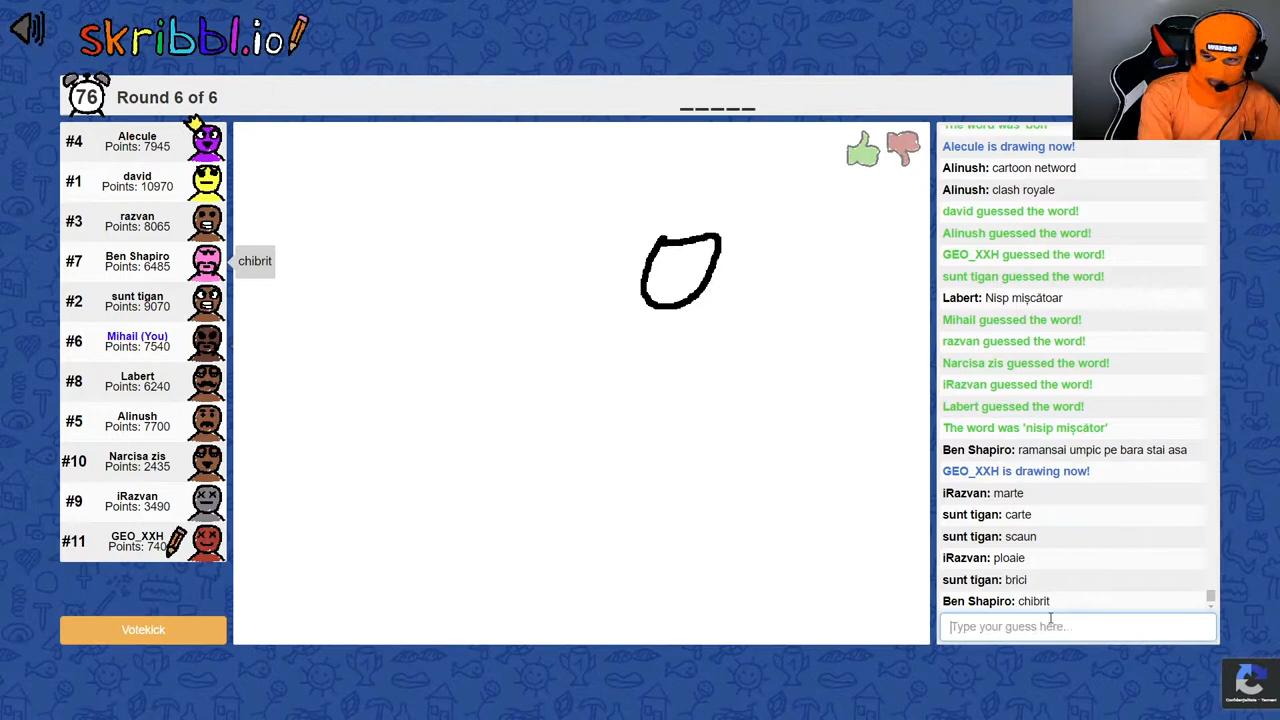 skribbl.io
76
Round 6 of 6
_____
wasted
#4
Alecule
Points: 7945
#1
david
Points: 10970
#3
razvan
Points: 8065
#7
Ben Shapiro
Points: 6485
chibrit
#2
sunt tigan
Points: 9070
#6
Mihail (You)
Points: 7540
#8
Labert
Points: 6240
#5
Alinush
Points: 7700
#10
Narcisa zis
Points: 2435
#9
iRazvan
Points: 3490
#11
GEO_XXH
Points: 740
Votekick
The word was 'bon'
Alecule is drawing now!
Alinush: cartoon netword
Alinush: clash royale
david guessed the word!
Alinush guessed the word!
GEO_XXH guessed the word!
sunt tigan guessed the word!
Labert: Nisp mișcătoar
Mihail guessed the word!
razvan guessed the word!
Narcisa zis guessed the word!
iRazvan guessed the word!
Labert guessed the word!
The word was 'nisip mișcător'
Ben Shapiro: ramansai umpic pe bara stai asa
GEO_XXH is drawing now!
iRazvan: marte
sunt tigan: carte
sunt tigan: scaun
iRazvan: ploaie
sunt tigan: brici
Ben Shapiro: chibrit
Type your guess here...